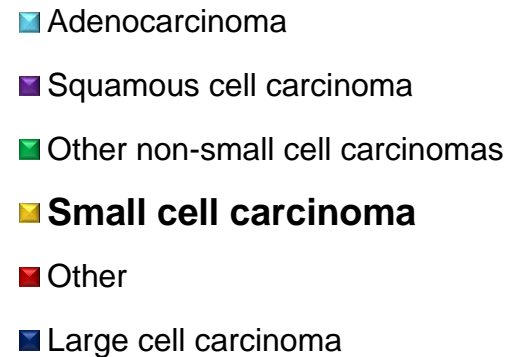 Adenocarcinoma
Squamous cell carcinoma
Other non-small cell carcinomas
Small cell carcinoma
Other
Large cell carcinoma